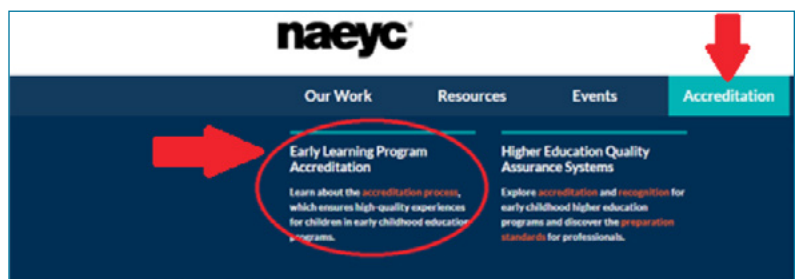 naeyc
Our Work Resources Events Accreditation
Early Learning Program
Accreditation
Learn about the accreditation process,
which ensures high-quality experiences
for children in early childhood education
programs.
Higher Education Quality
Assurance Systems
Explore accreditation and recognition for
early childhood higher education
programs and discover the preparation
standards for professionals.